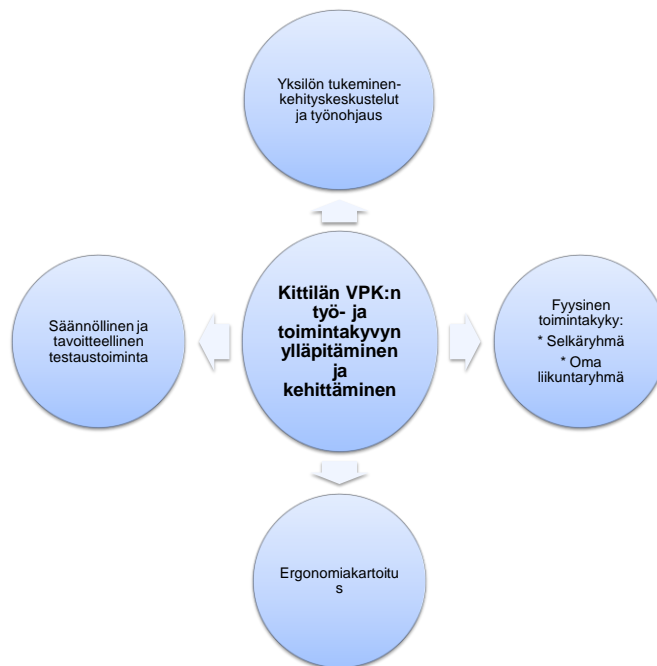 Yksilön tukeminen-
kehityskeskustelut
ja työnohjaus
Säännöllinen ja
tavoitteellinen
testaustoiminta
Kittilän VPK:n
työ- ja
toimintakyvyn
ylläpitäminen
ja
kehittäminen
Fyysinen
toimintakyky:
* Selkäryhmä
* Oma
liikuntaryhmä
Ergonomiakartoitu
s